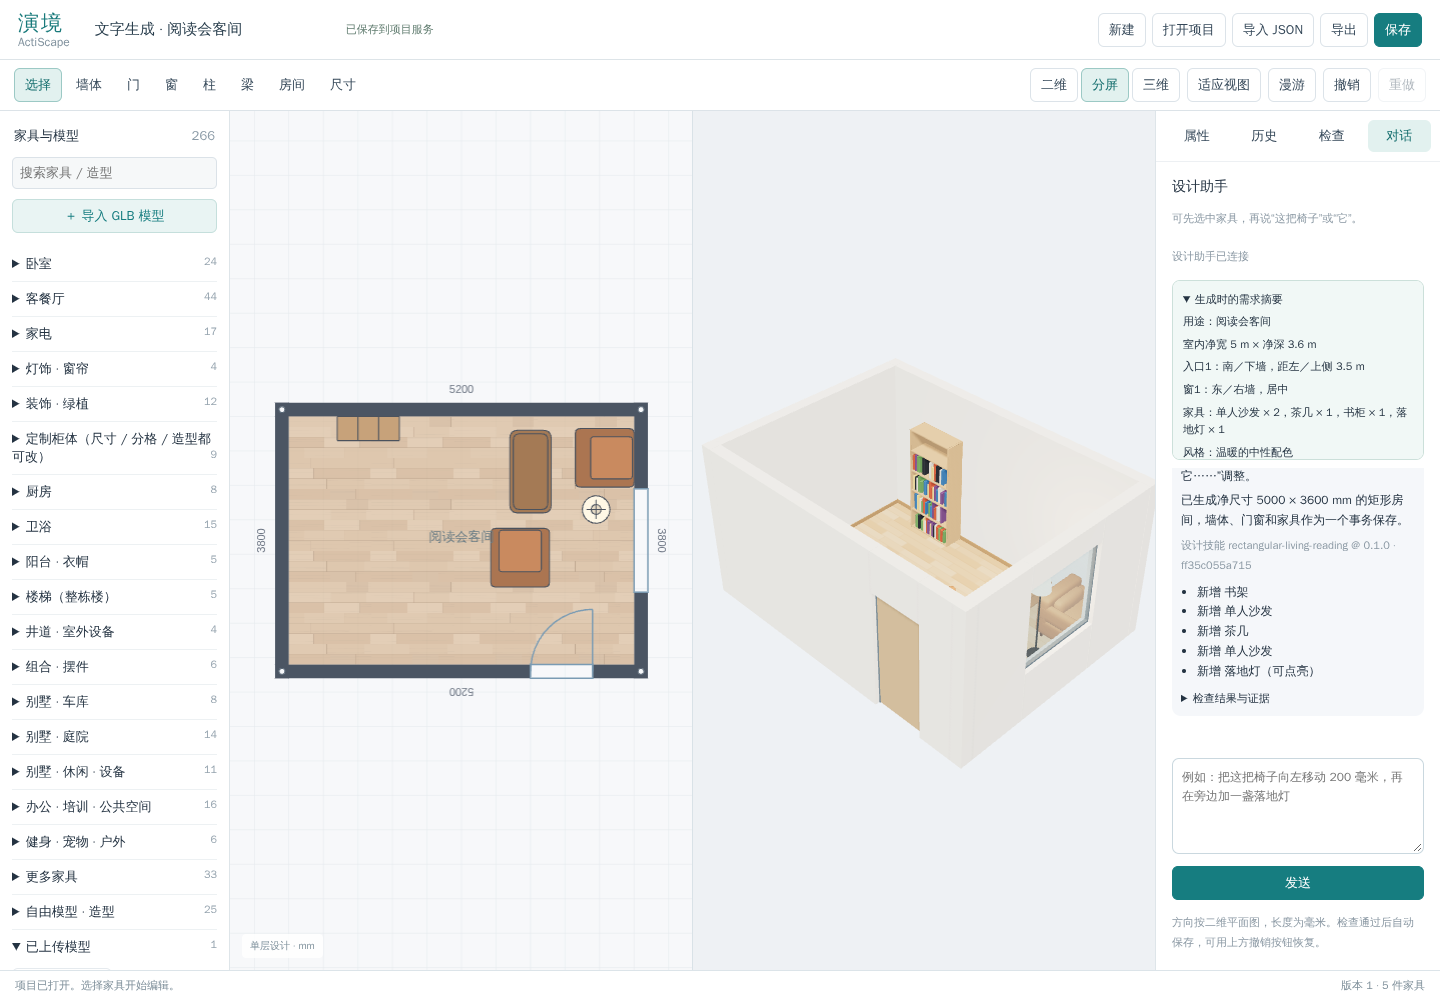 演境
ActiScape
文字生成 · 阅读会客间
已保存到项目服务
新建
打开项目
导入 JSON
导出
保存
选择
墙体
门
窗
柱
梁
房间
尺寸
二维
分屏
三维
适应视图
漫游
撤销
重做
家具与模型 266
搜索家具 / 造型
+ 导入 GLB 模型
▶ 卧室 24
▶ 客餐厅 44
▶ 家电 17
▶ 灯饰 · 窗帘 4
▶ 装饰 · 绿植 12
▶ 定制柜体（尺寸 / 分格 / 造型都
可改） 9
▶ 厨房 8
▶ 卫浴 15
▶ 阳台 · 衣帽 5
▶ 楼梯（整栋楼） 5
▶ 井道 · 室外设备 4
▶ 组合 · 摆件 6
▶ 别墅 · 车库 8
▶ 别墅 · 庭院 14
▶ 别墅 · 休闲 · 设备 11
▶ 办公 · 培训 · 公共空间 16
▶ 健身 · 宠物 · 户外 6
▶ 更多家具 33
▶ 自由模型 · 造型 25
▼ 已上传模型 1
5200
3800
阅读会客间
3800
5200
单层设计 · mm
属性
历史
检查
对话
设计助手
可先选中家具，再说“这把椅子”或“它”。
设计助手已连接
▼ 生成时的需求摘要
用途：阅读会客间
室内净宽 5 m × 净深 3.6 m
入口1：南／下墙，距左／上侧 3.5 m
窗1：东／右墙，居中
家具：单人沙发 × 2，茶几 × 1，书柜 × 1，落
地灯 × 1
风格：温暖的中性配色
它……”调整。
已生成净尺寸 5000 × 3600 mm 的矩形房
间，墙体、门窗和家具作为一个事务保存。
设计技能 rectangular-living-reading @ 0.1.0 ·
ff35c055a715
• 新增 书架
• 新增 单人沙发
• 新增 茶几
• 新增 单人沙发
• 新增 落地灯（可点亮）
▶ 检查结果与证据
例如：把这把椅子向左移动 200 毫米，再
在旁边加一盏落地灯
发送
方向按二维平面图，长度为毫米。检查通过后自动
保存，可用上方撤销按钮恢复。
项目已打开。选择家具开始编辑。
版本 1 · 5 件家具